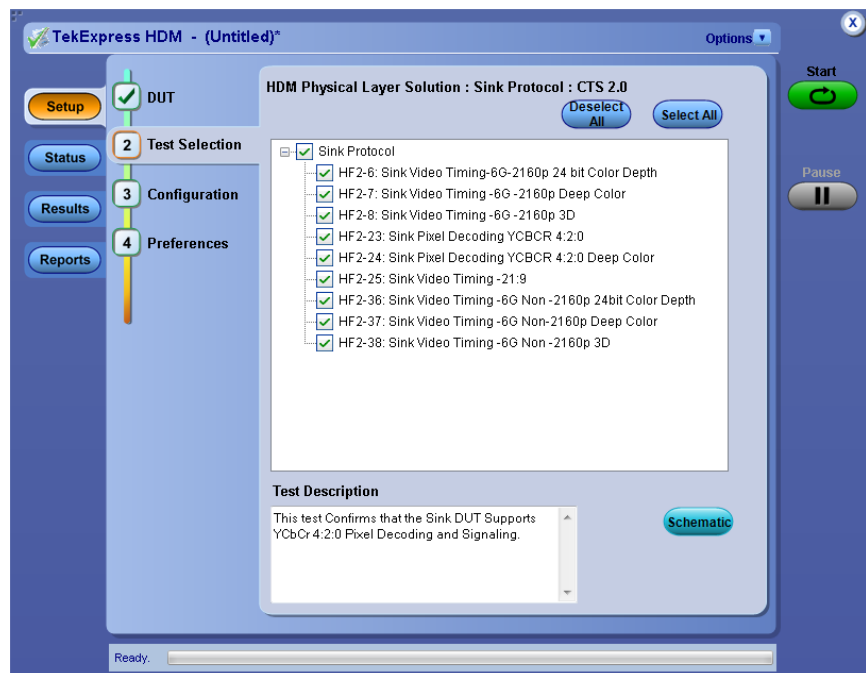 TekExpress HDM - (Untitled)*
Options
x
Setup
Status
Results
Reports
DUT
2 Test Selection
3 Configuration
4 Preferences
HDM Physical Layer Solution : Sink Protocol : CTS 2.0
Deselect
All
Select All
Sink Protocol
HF2-6: Sink Video Timing-6G-2160p 24 bit Color Depth
HF2-7: Sink Video Timing -6G -2160p Deep Color
HF2-8: Sink Video Timing -6G -2160p 3D
HF2-23: Sink Pixel Decoding YCBCR 4:2:0
HF2-24: Sink Pixel Decoding YCBCR 4:2:0 Deep Color
HF2-25: Sink Video Timing -21:9
HF2-36: Sink Video Timing -6G Non -2160p 24bit Color Depth
HF2-37: Sink Video Timing -6G Non-2160p Deep Color
HF2-38: Sink Video Timing -6G Non -2160p 3D
Test Description
This test Confirms that the Sink DUT Supports
YCbCr 4:2:0 Pixel Decoding and Signaling.
Schematic
Start
Pause
Ready.